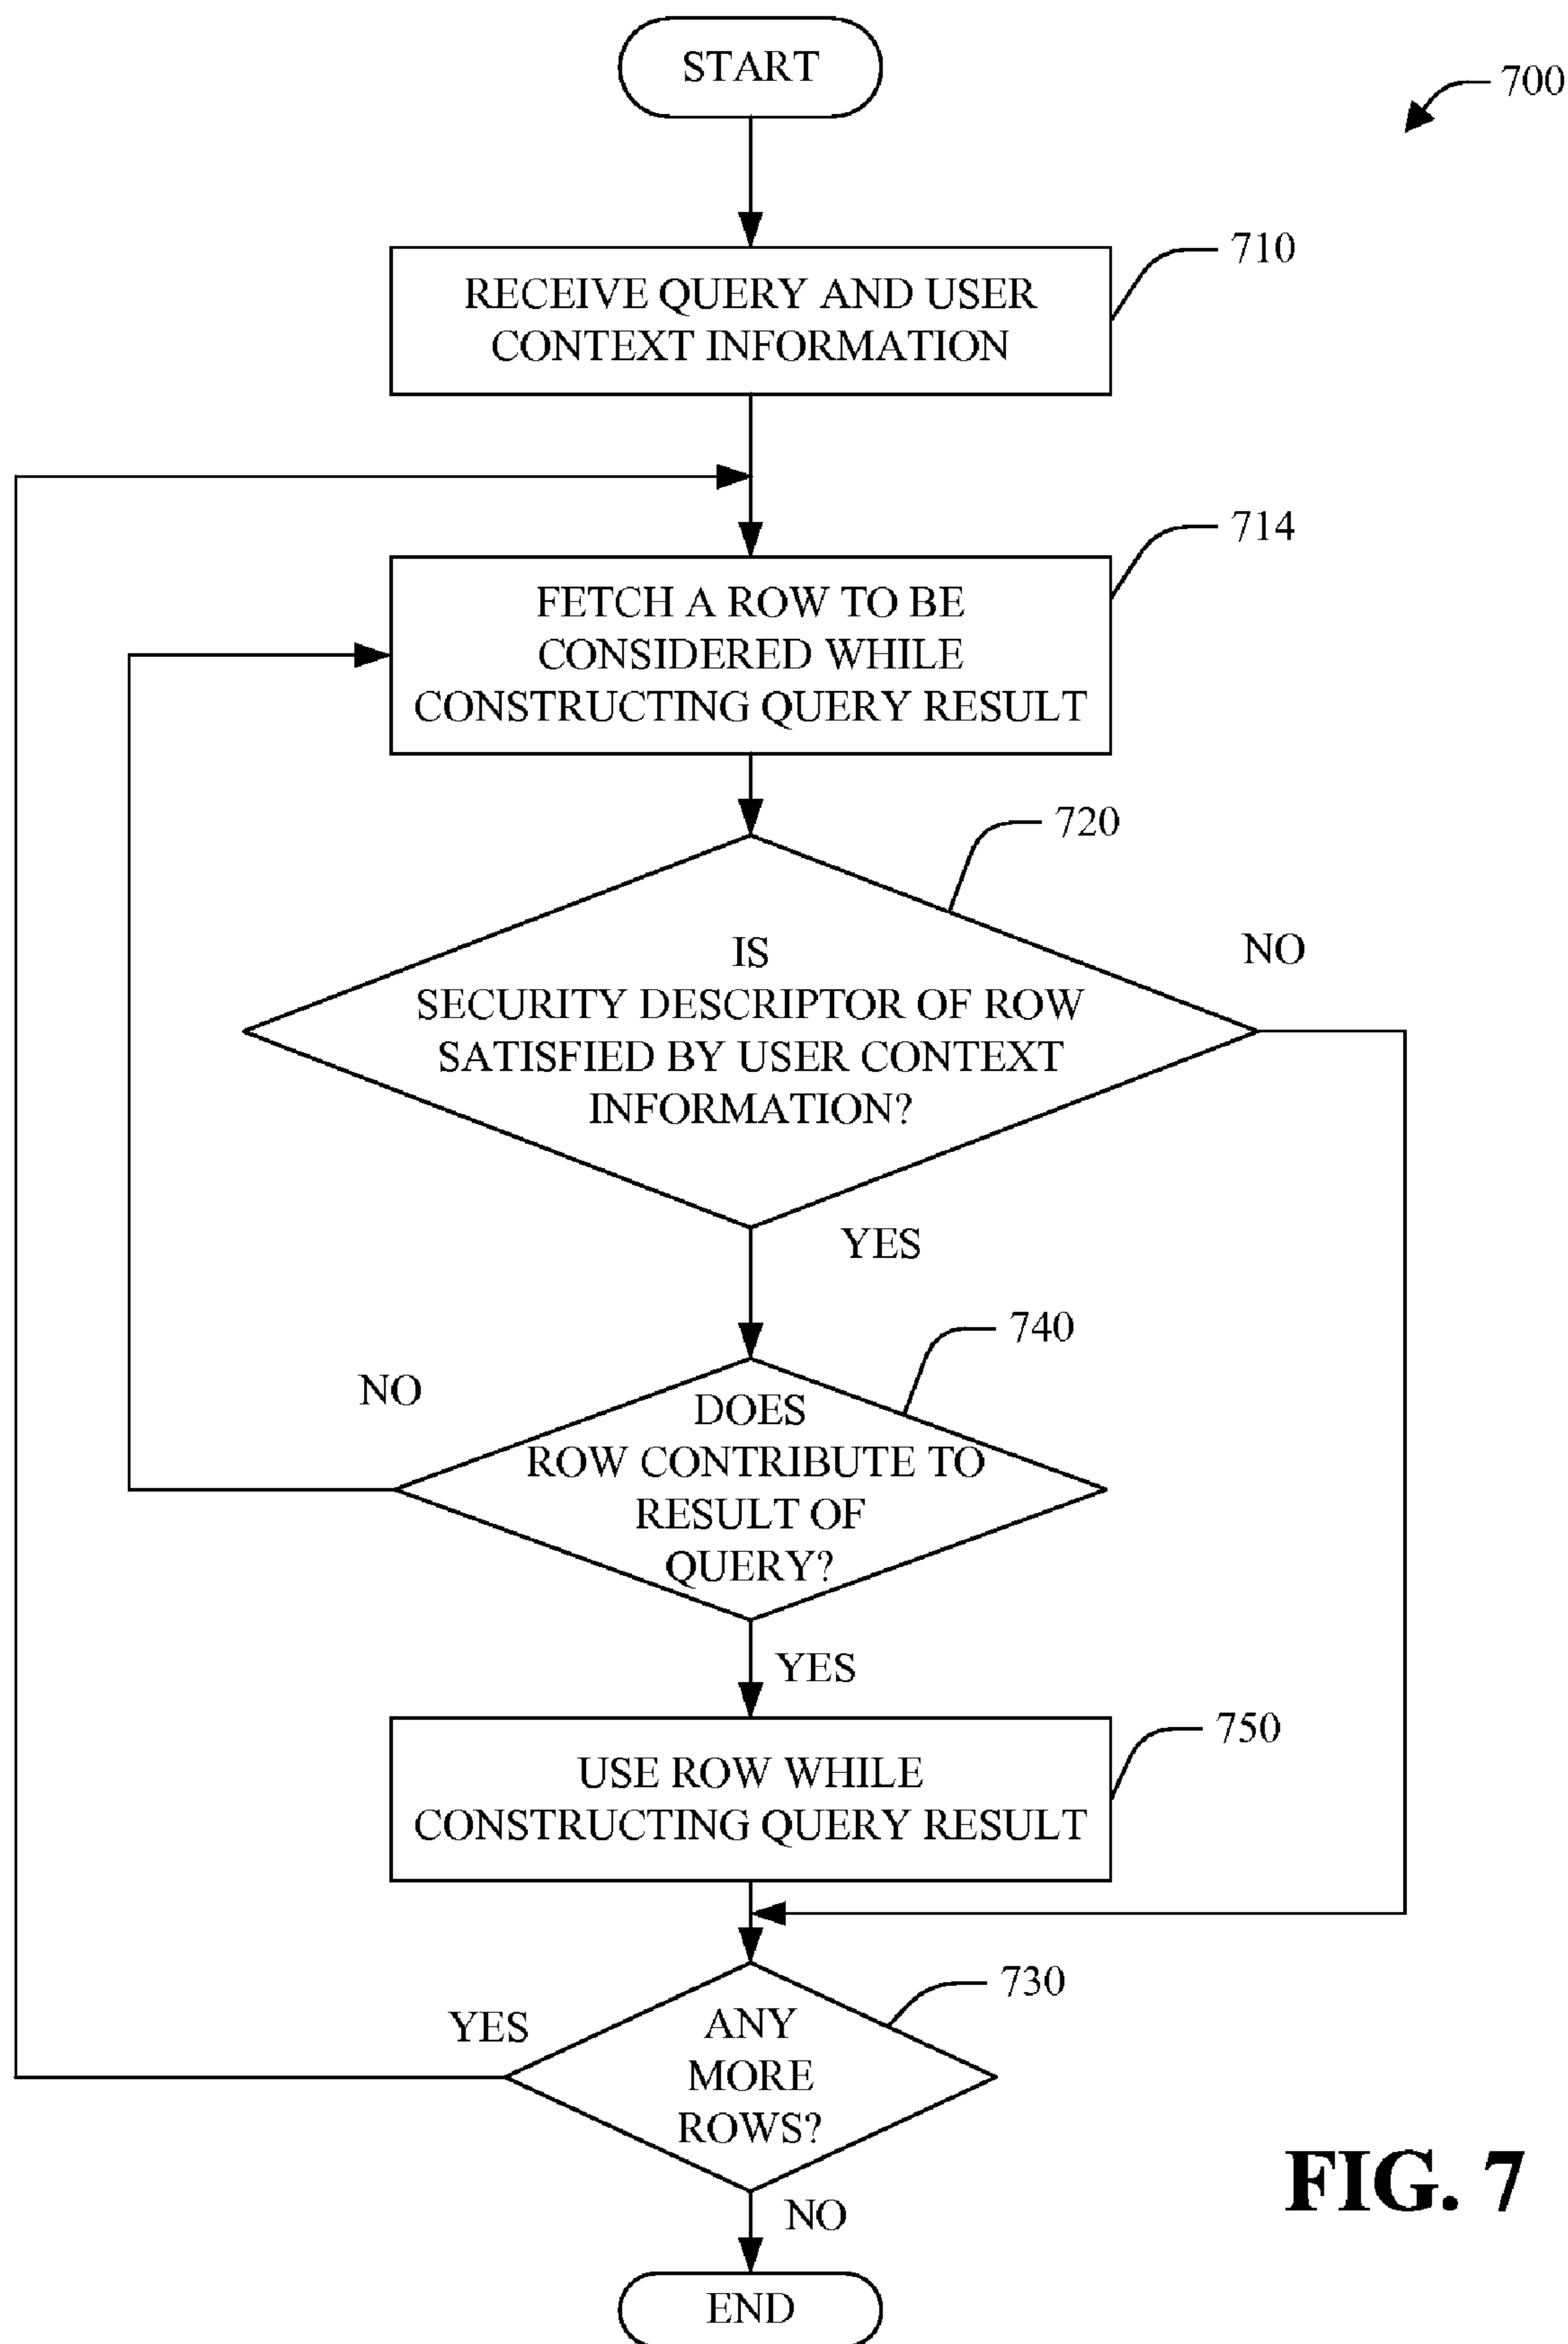 START
700
710
RECEIVE QUERY AND USER
CONTEXT INFORMATION
714
FETCH A ROW TO BE
CONSIDERED WHILE
CONSTRUCTING QUERY RESULT
720
NO
IS
SECURITY DESCRIPTOR OF ROW
SATISFIED BY USER CONTEXT
INFORMATION?
YES
740
NO
DOES
ROW CONTRIBUTE TO
RESULT OF
QUERY?
YES
750
USE ROW WHILE
CONSTRUCTING QUERY RESULT
730
YES
ANY
MORE
ROWS?
FIG. 7
NO
END